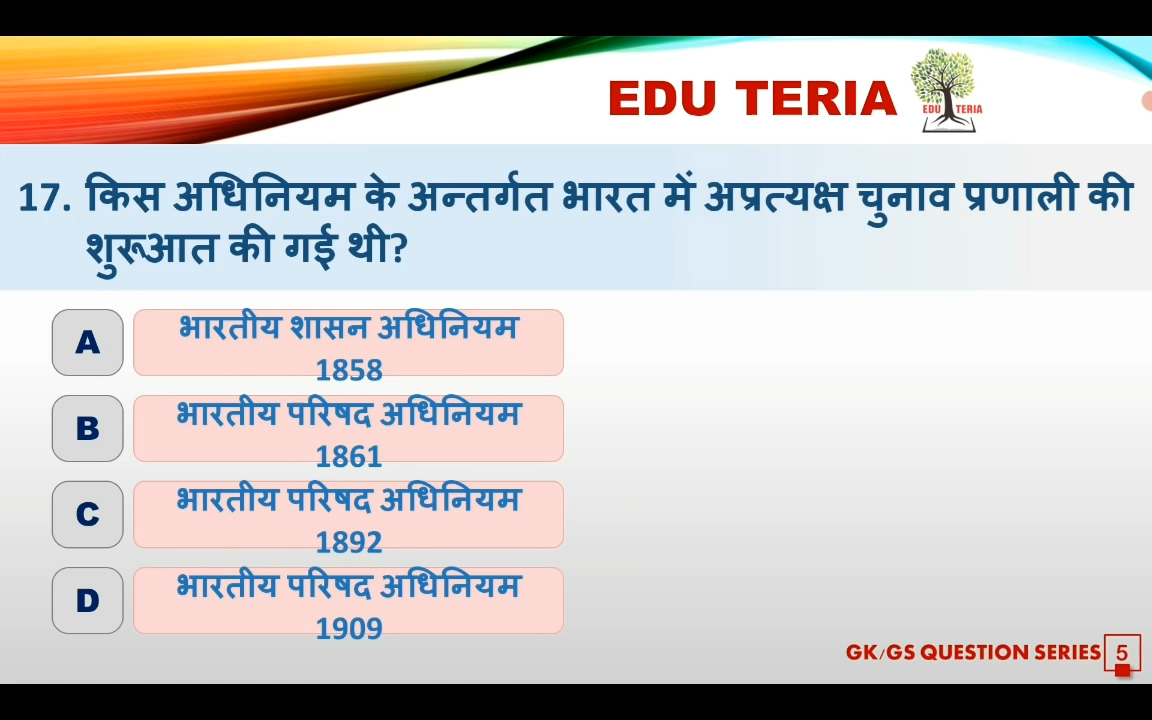 EDU TERIA
EDU TERIA
17. किस अधिनियम के अन्तर्गत भारत में अप्रत्यक्ष चुनाव प्रणाली की
शुरूआत की गई थी?
A
भारतीय शासन अधिनियम
1858
B
भारतीय परिषद अधिनियम
1861
C
भारतीय परिषद अधिनियम
1892
D
भारतीय परिषद अधिनियम
1909
GK/GS QUESTION SERIES 5